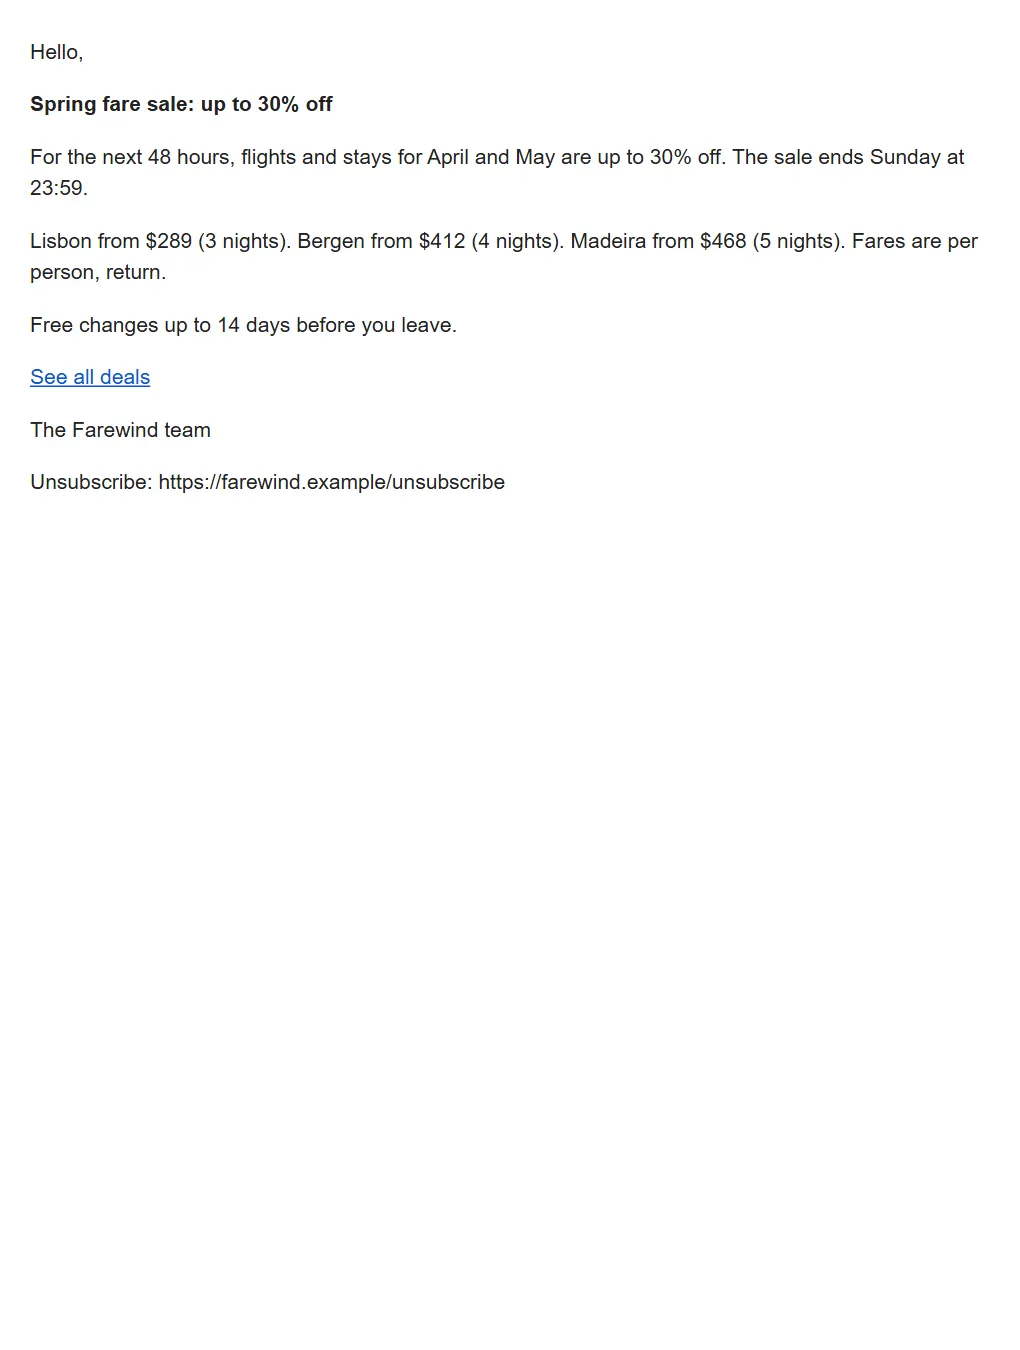 Hello,
Spring fare sale: up to 30% off
For the next 48 hours, flights and stays for April and May are up to 30% off. The sale ends Sunday at
23:59.
Lisbon from $289 (3 nights). Bergen from $412 (4 nights). Madeira from $468 (5 nights). Fares are per
person, return.
Free changes up to 14 days before you leave.
See all deals
The Farewind team
Unsubscribe: https://farewind.example/unsubscribe